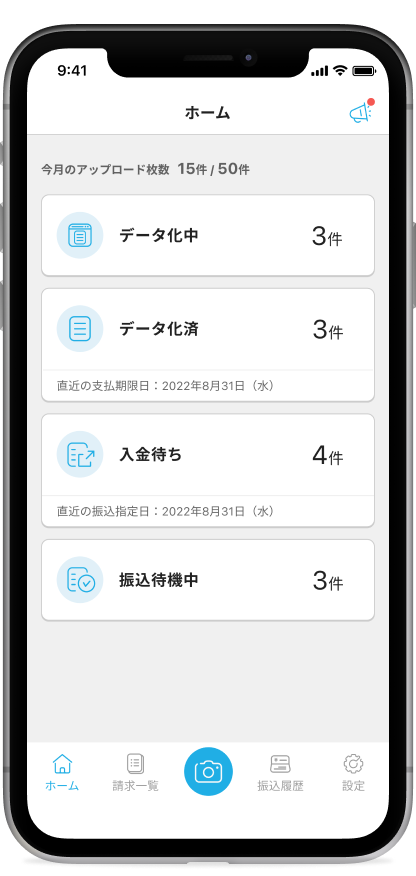 9:41
ホーム
今月のアップロード枚数 15件 / 50件
データ化中 3件
データ化済 3件
直近の支払期限日：2022年8月31日（水）
入金待ち 4件
直近の振込指定日：2022年8月31日（水）
振込待機中 3件
ホーム 請求一覧 振込履歴 設定